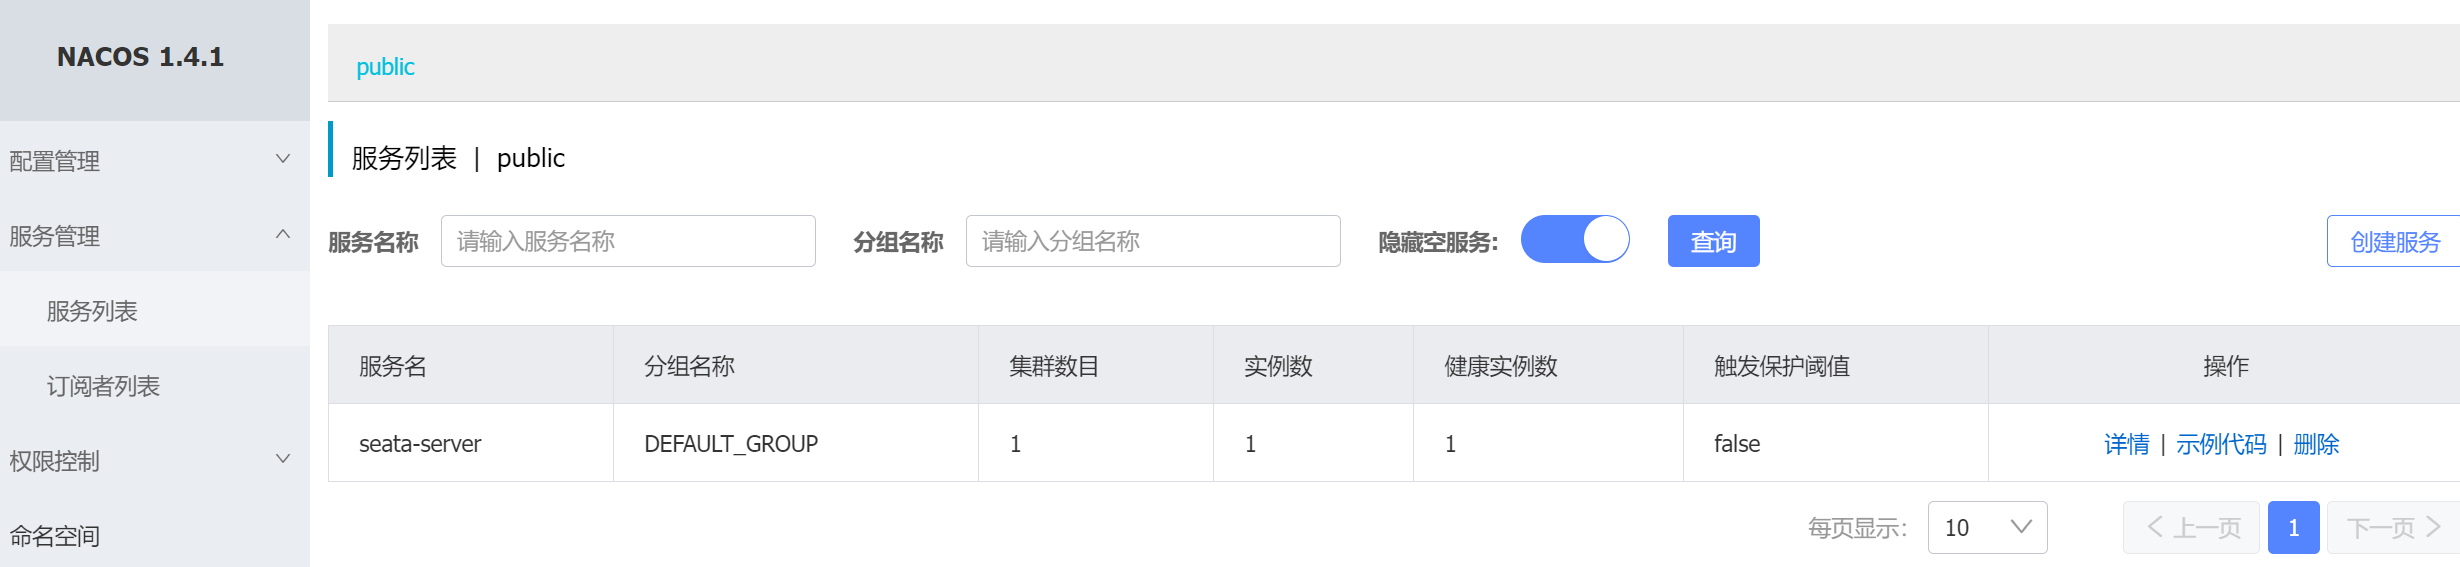 NACOS 1.4.1
配置管理
服务管理
服务列表
订阅者列表
权限控制
命名空间
public
服务列表 | public
服务名称 请输入服务名称 分组名称 请输入分组名称 隐藏空服务: 查询 创建服务
服务名 分组名称 集群数目 实例数 健康实例数 触发保护阈值 操作
seata-server DEFAULT_GROUP 1 1 1 false 详情 | 示例代码 | 删除
每页显示: 10 上一页 1 下一页